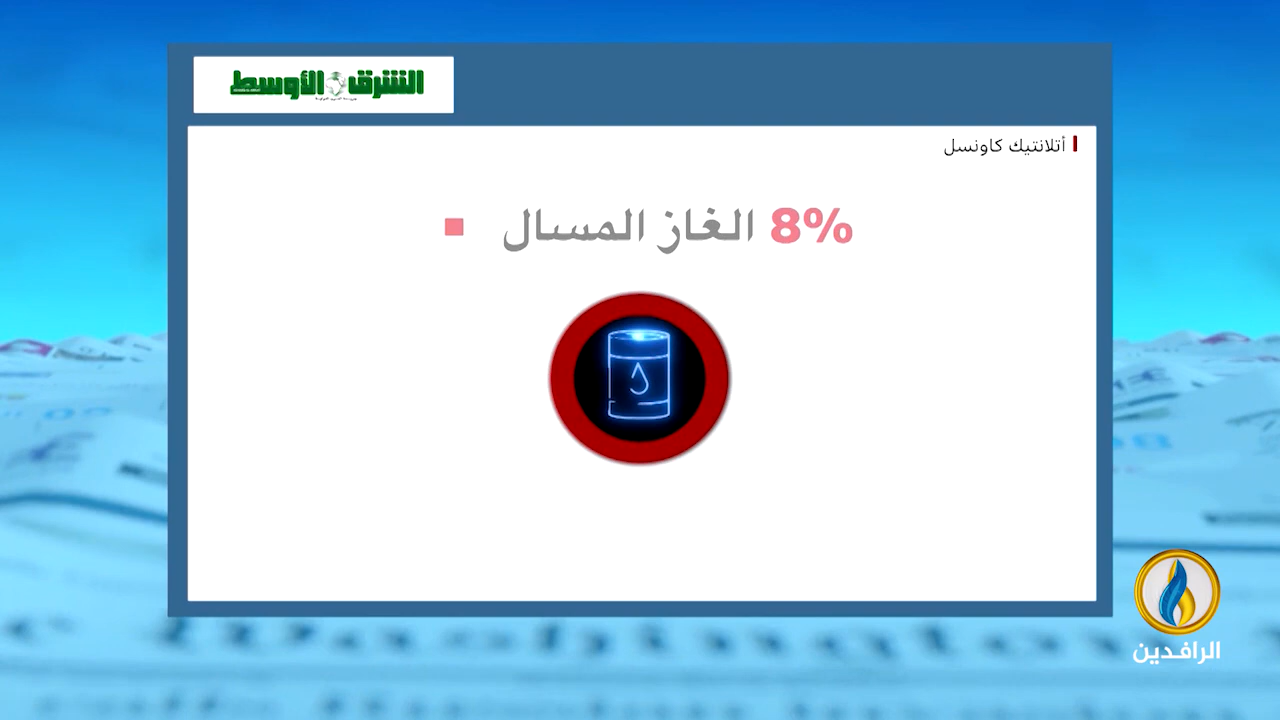 الشرق الأوسط
أتلانتيك كاونسل
8% الغاز المسال
الرافدين